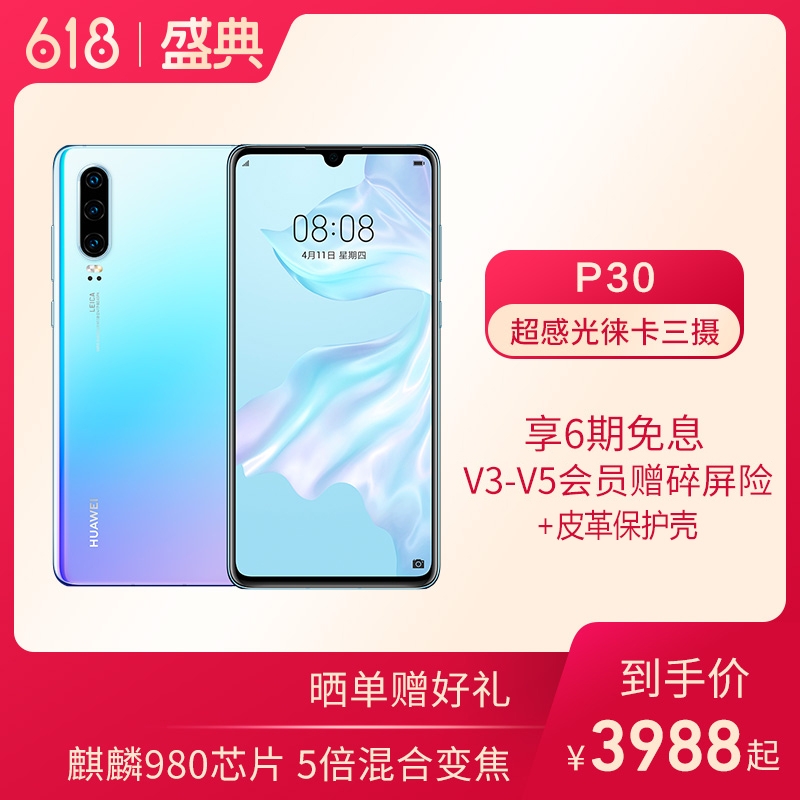 618 | 盛典
08:08
4月11日 星期四
LEICA
HUAWEI
P30
超感光徕卡三摄
享6期免息
V3-V5会员赠碎屏险
+皮革保护壳
晒单赠好礼
麒麟980芯片 5倍混合变焦
到手价
¥3988起